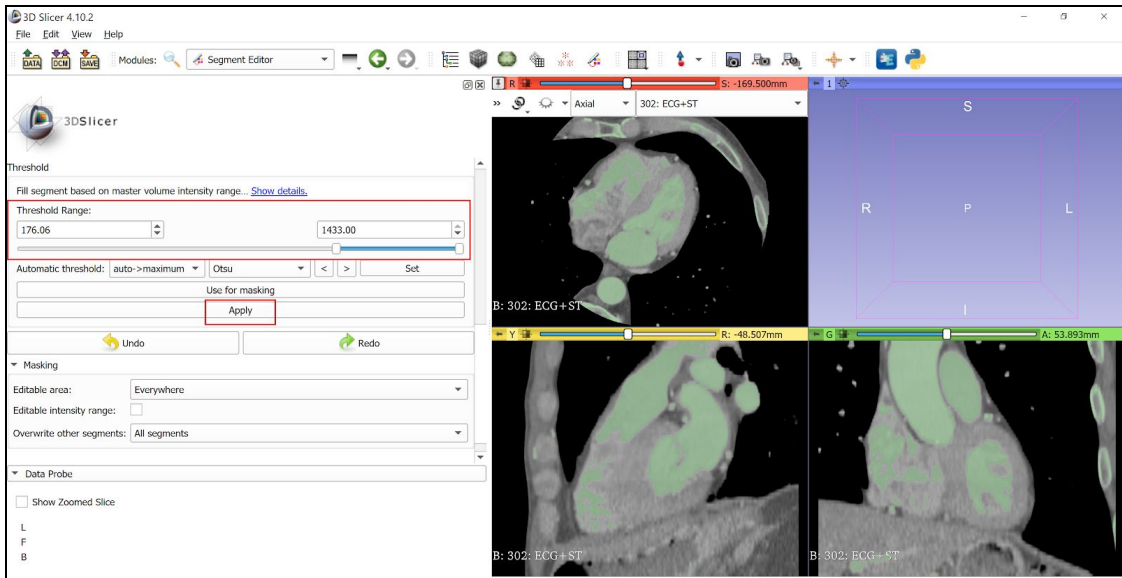 3D Slicer 4.10.2
File Edit View Help
DATA DCM SAVE Modules: Segment Editor
3DSlicer
Threshold
Fill segment based on master volume intensity range... Show details.
Threshold Range:
176.06 1433.00
Automatic threshold: auto->maximum Otsu < > Set
Use for masking
Apply
Undo Redo
Masking
Editable area: Everywhere
Editable intensity range:
Overwrite other segments: All segments
Data Probe
Show Zoomed Slice
L
F
B
R S: -169.500mm
» Axial 302: ECG+ST
B: 302: ECG+ST
1
S
R P L
I
Y R: -48.507mm
B: 302: ECG+ST
G A: 53.893mm
B: 302: ECG+ST